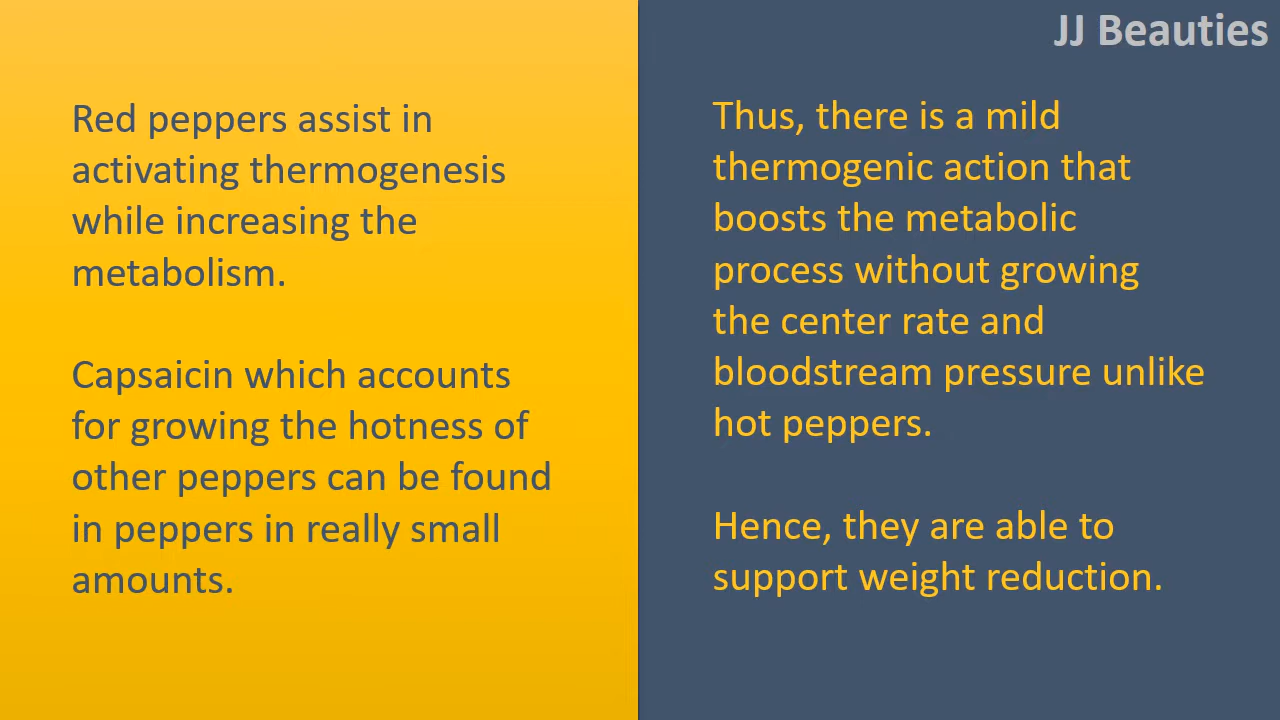 JJ Beauties
Red peppers assist in
activating thermogenesis
while increasing the
metabolism.
Capsaicin which accounts
for growing the hotness of
other peppers can be found
in peppers in really small
amounts.
Thus, there is a mild
thermogenic action that
boosts the metabolic
process without growing
the center rate and
bloodstream pressure unlike
hot peppers.
Hence, they are able to
support weight reduction.